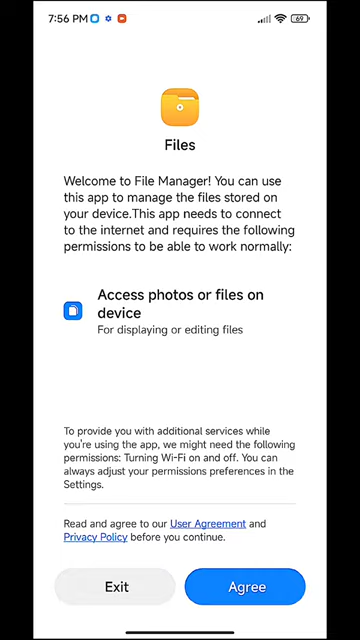 7:56 PM
69
Files
Welcome to File Manager! You can use
this app to manage the files stored on
your device.This app needs to connect
to the internet and requires the following
permissions to be able to work normally:
Access photos or files on
device
For displaying or editing files
To provide you with additional services while
you're using the app, we might need the following
permissions: Turning Wi-Fi on and off. You can
always adjust your permissions preferences in the
Settings.
Read and agree to our User Agreement and
Privacy Policy before you continue.
Exit
Agree